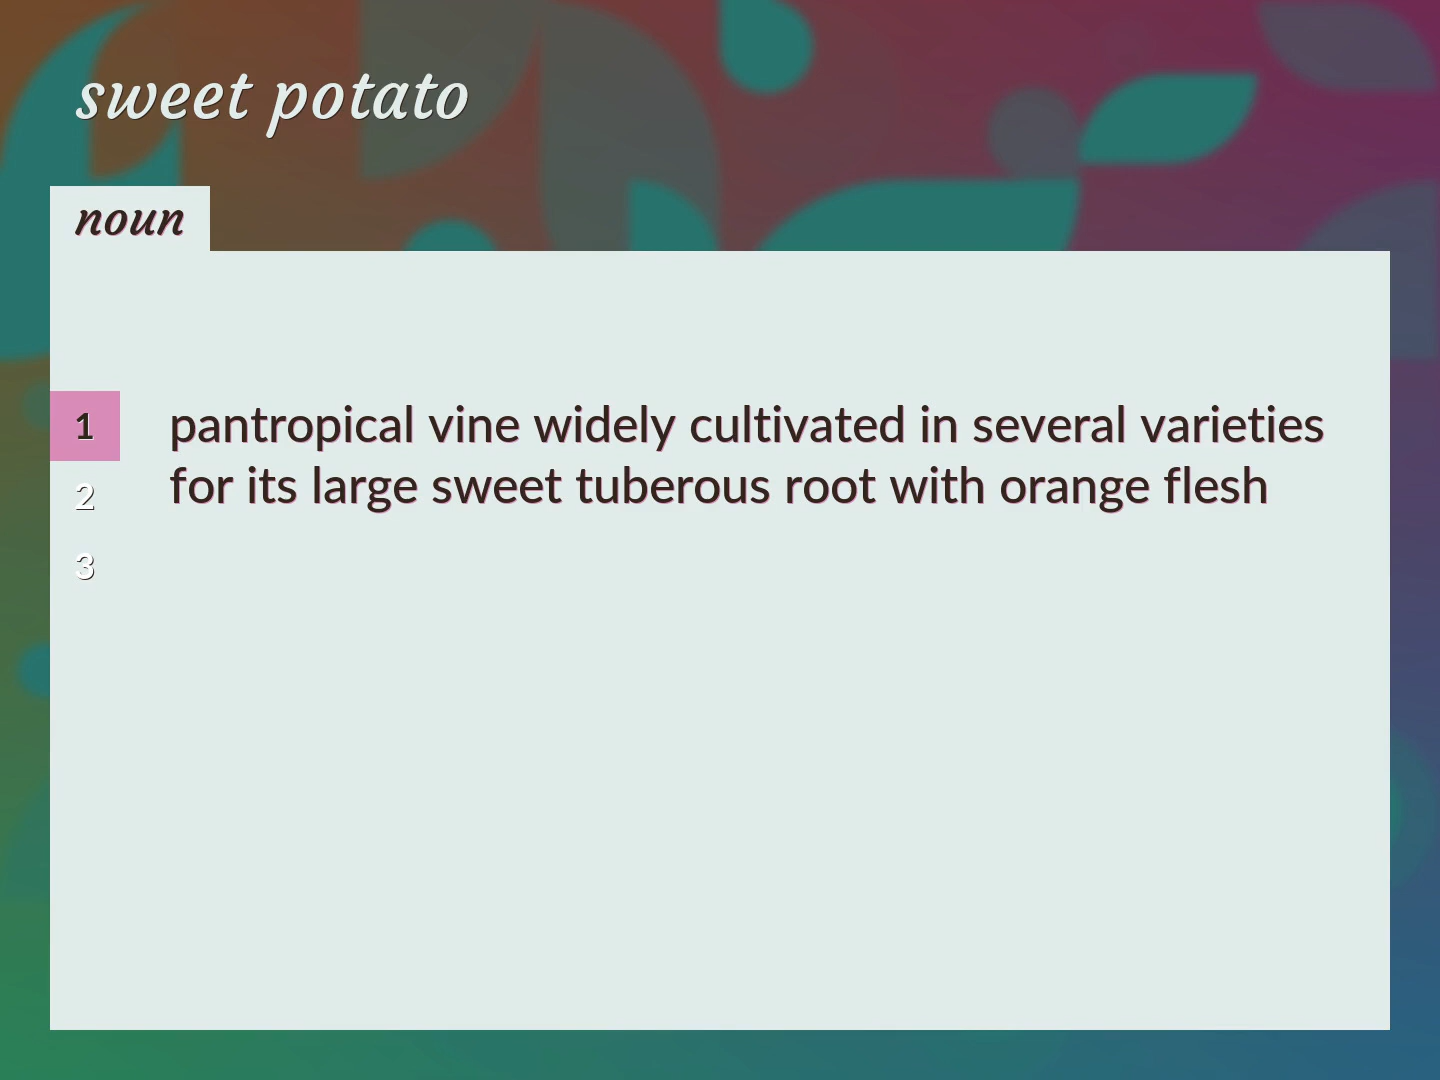 sweet potato
noun
1
pantropical vine widely cultivated in several varieties
for its large sweet tuberous root with orange flesh
2
3